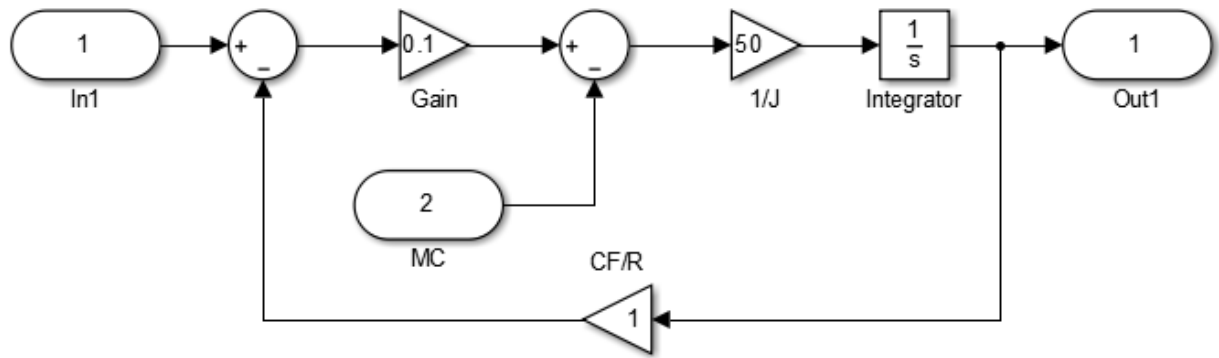 1
In1
+
−
0.1
Gain
+
−
50
1/J
1
s
Integrator
1
Out1
2
MC
CF/R
1